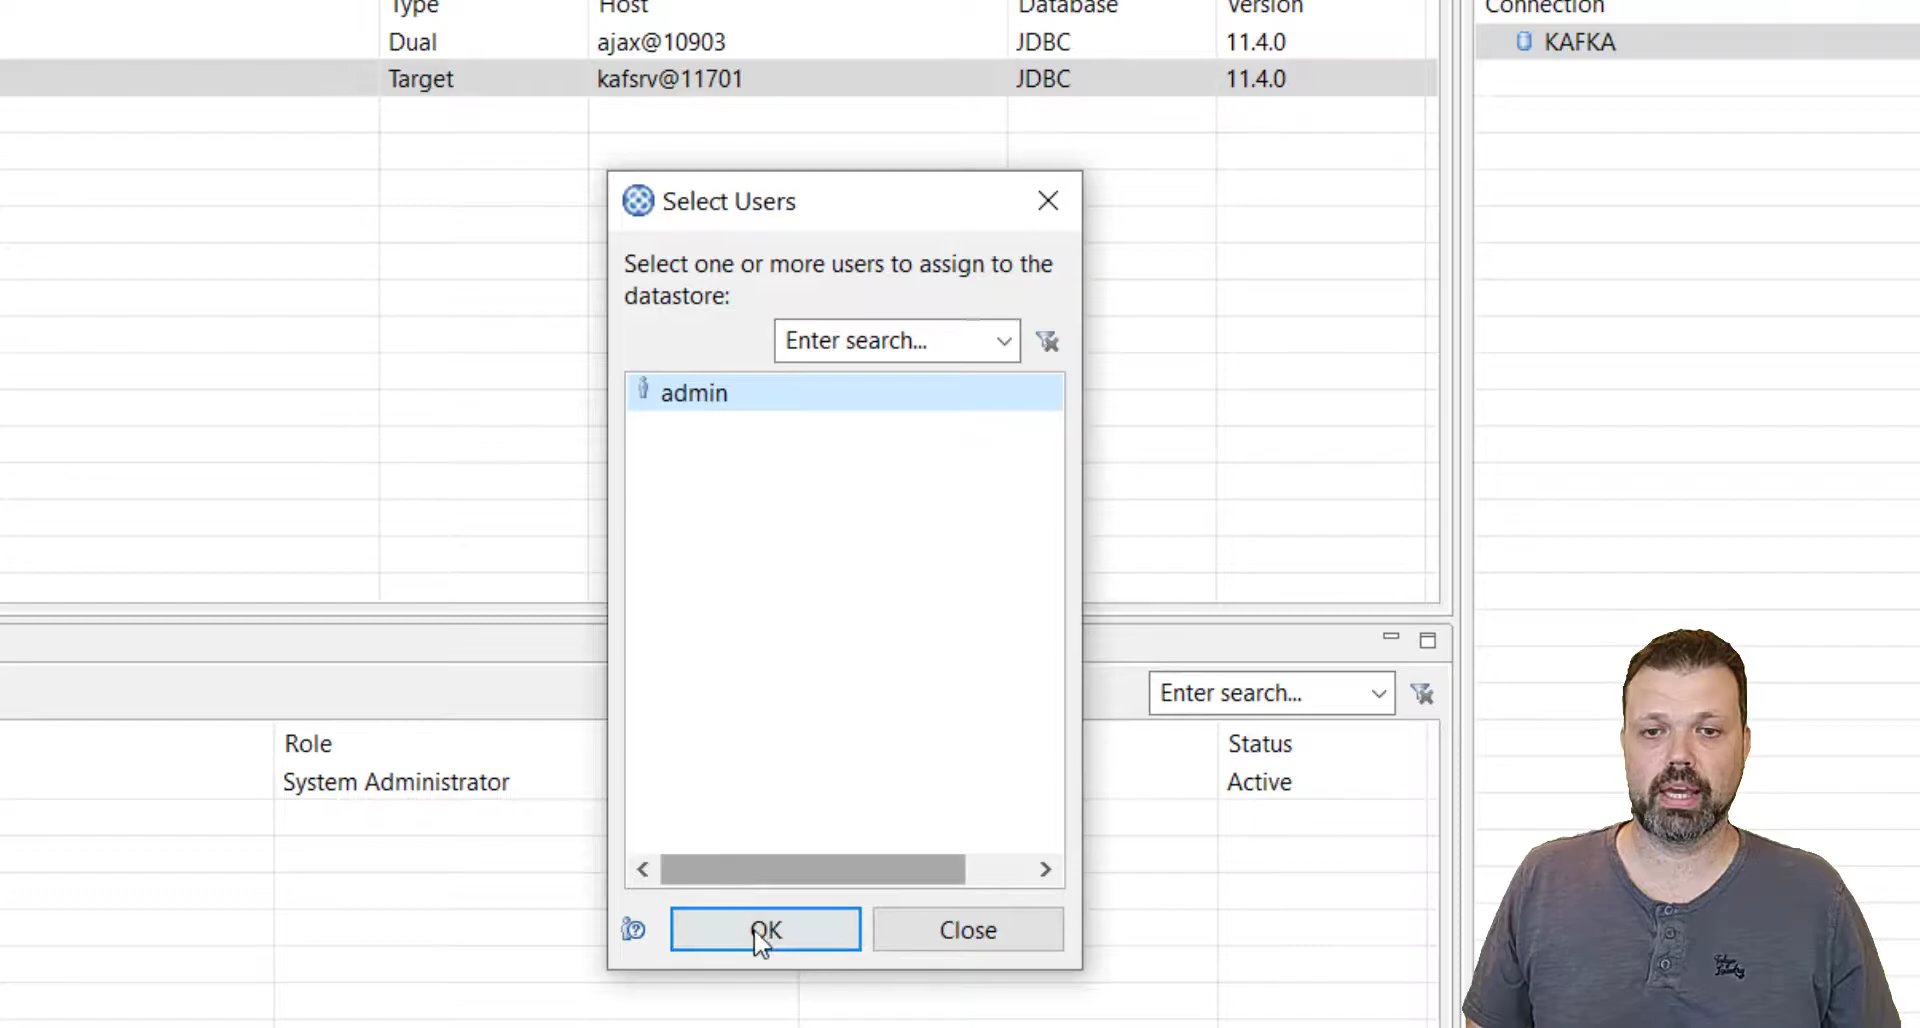 Type Host Database Version
Dual ajax@10903 JDBC 11.4.0
Target kafsrv@11701 JDBC 11.4.0
Connection
KAFKA
Select Users
Select one or more users to assign to the
datastore:
Enter search...
admin
OK Close
Enter search...
Role Status
System Administrator Active